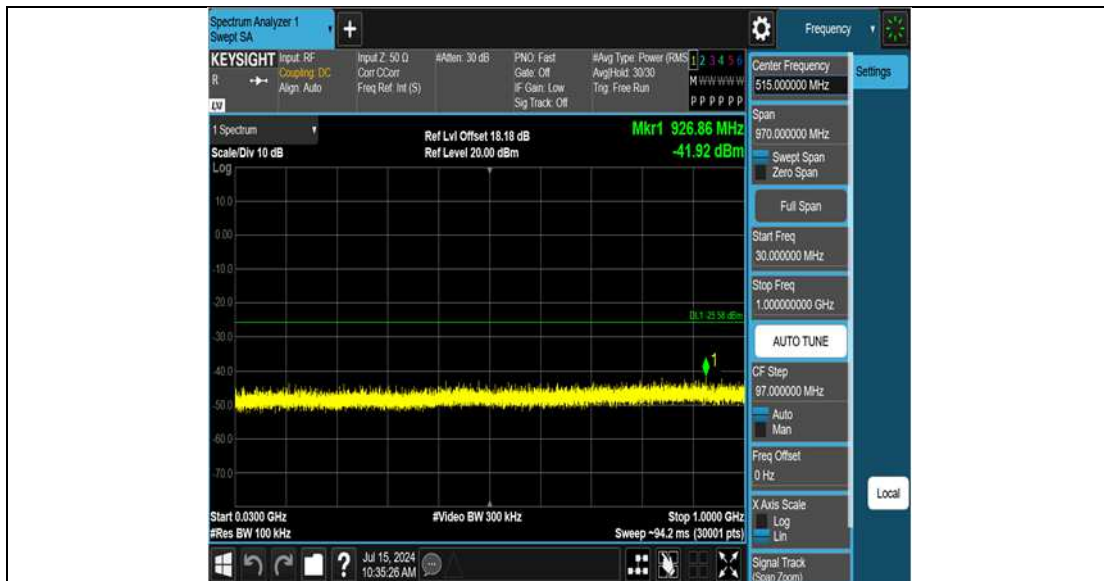 Spectrum Analyzer 1
Swept SA
+
Frequency
KEYSIGHT
R
LXI
Input: RF
Coupling: DC
Align: Auto
Input Z: 50 Ω
Corr CCorr
Freq Ref: Int (S)
#Atten: 30 dB
PNO: Fast
Gate: Off
IF Gain: Low
Sig Track: Off
#Avg Type: Power (RMS
Avg|Hold: 30/30
Trig: Free Run
1 2 3 4 5 6
M W W W W W
P P P P P P
1 Spectrum
Scale/Div 10 dB
Ref Lvl Offset 18.18 dB
Ref Level 20.00 dBm
Mkr1 926.86 MHz
-41.92 dBm
Log
10.0
0.00
-10.0
-20.0
-30.0
-40.0
-50.0
-60.0
-70.0
DL1 -25.58 dBm
1
Start 0.0300 GHz
#Res BW 100 kHz
#Video BW 300 kHz
Stop 1.0000 GHz
Sweep ~94.2 ms (30001 pts)
?
Jul 15, 2024
10:35:26 AM
Center Frequency
515.000000 MHz
Settings
Span
970.000000 MHz
Swept Span
Zero Span
Full Span
Start Freq
30.000000 MHz
Stop Freq
1.000000000 GHz
AUTO TUNE
CF Step
97.000000 MHz
Auto
Man
Freq Offset
0 Hz
X Axis Scale
Log
Lin
Local
Signal Track
(Span Zoom)